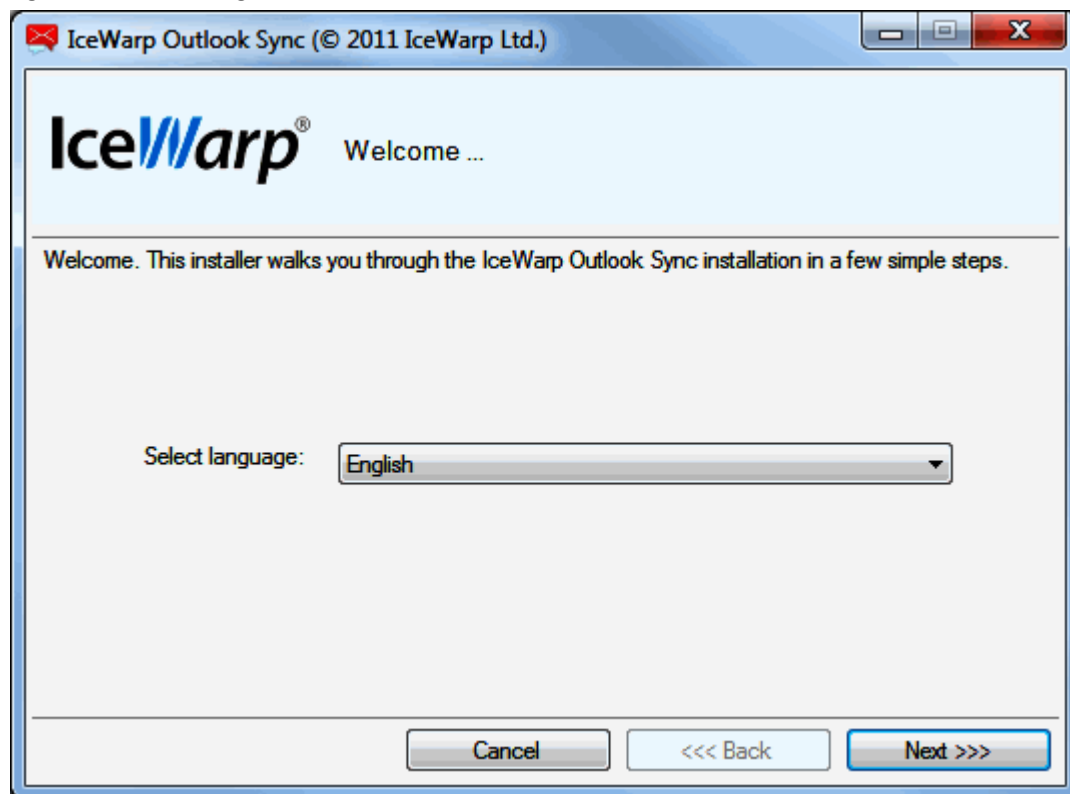 IceWarp Outlook Sync (© 2011 IceWarp Ltd.)
IceWarp® Welcome ...
Welcome. This installer walks you through the IceWarp Outlook Sync installation in a few simple steps.
Select language: English
Cancel <<< Back Next >>>